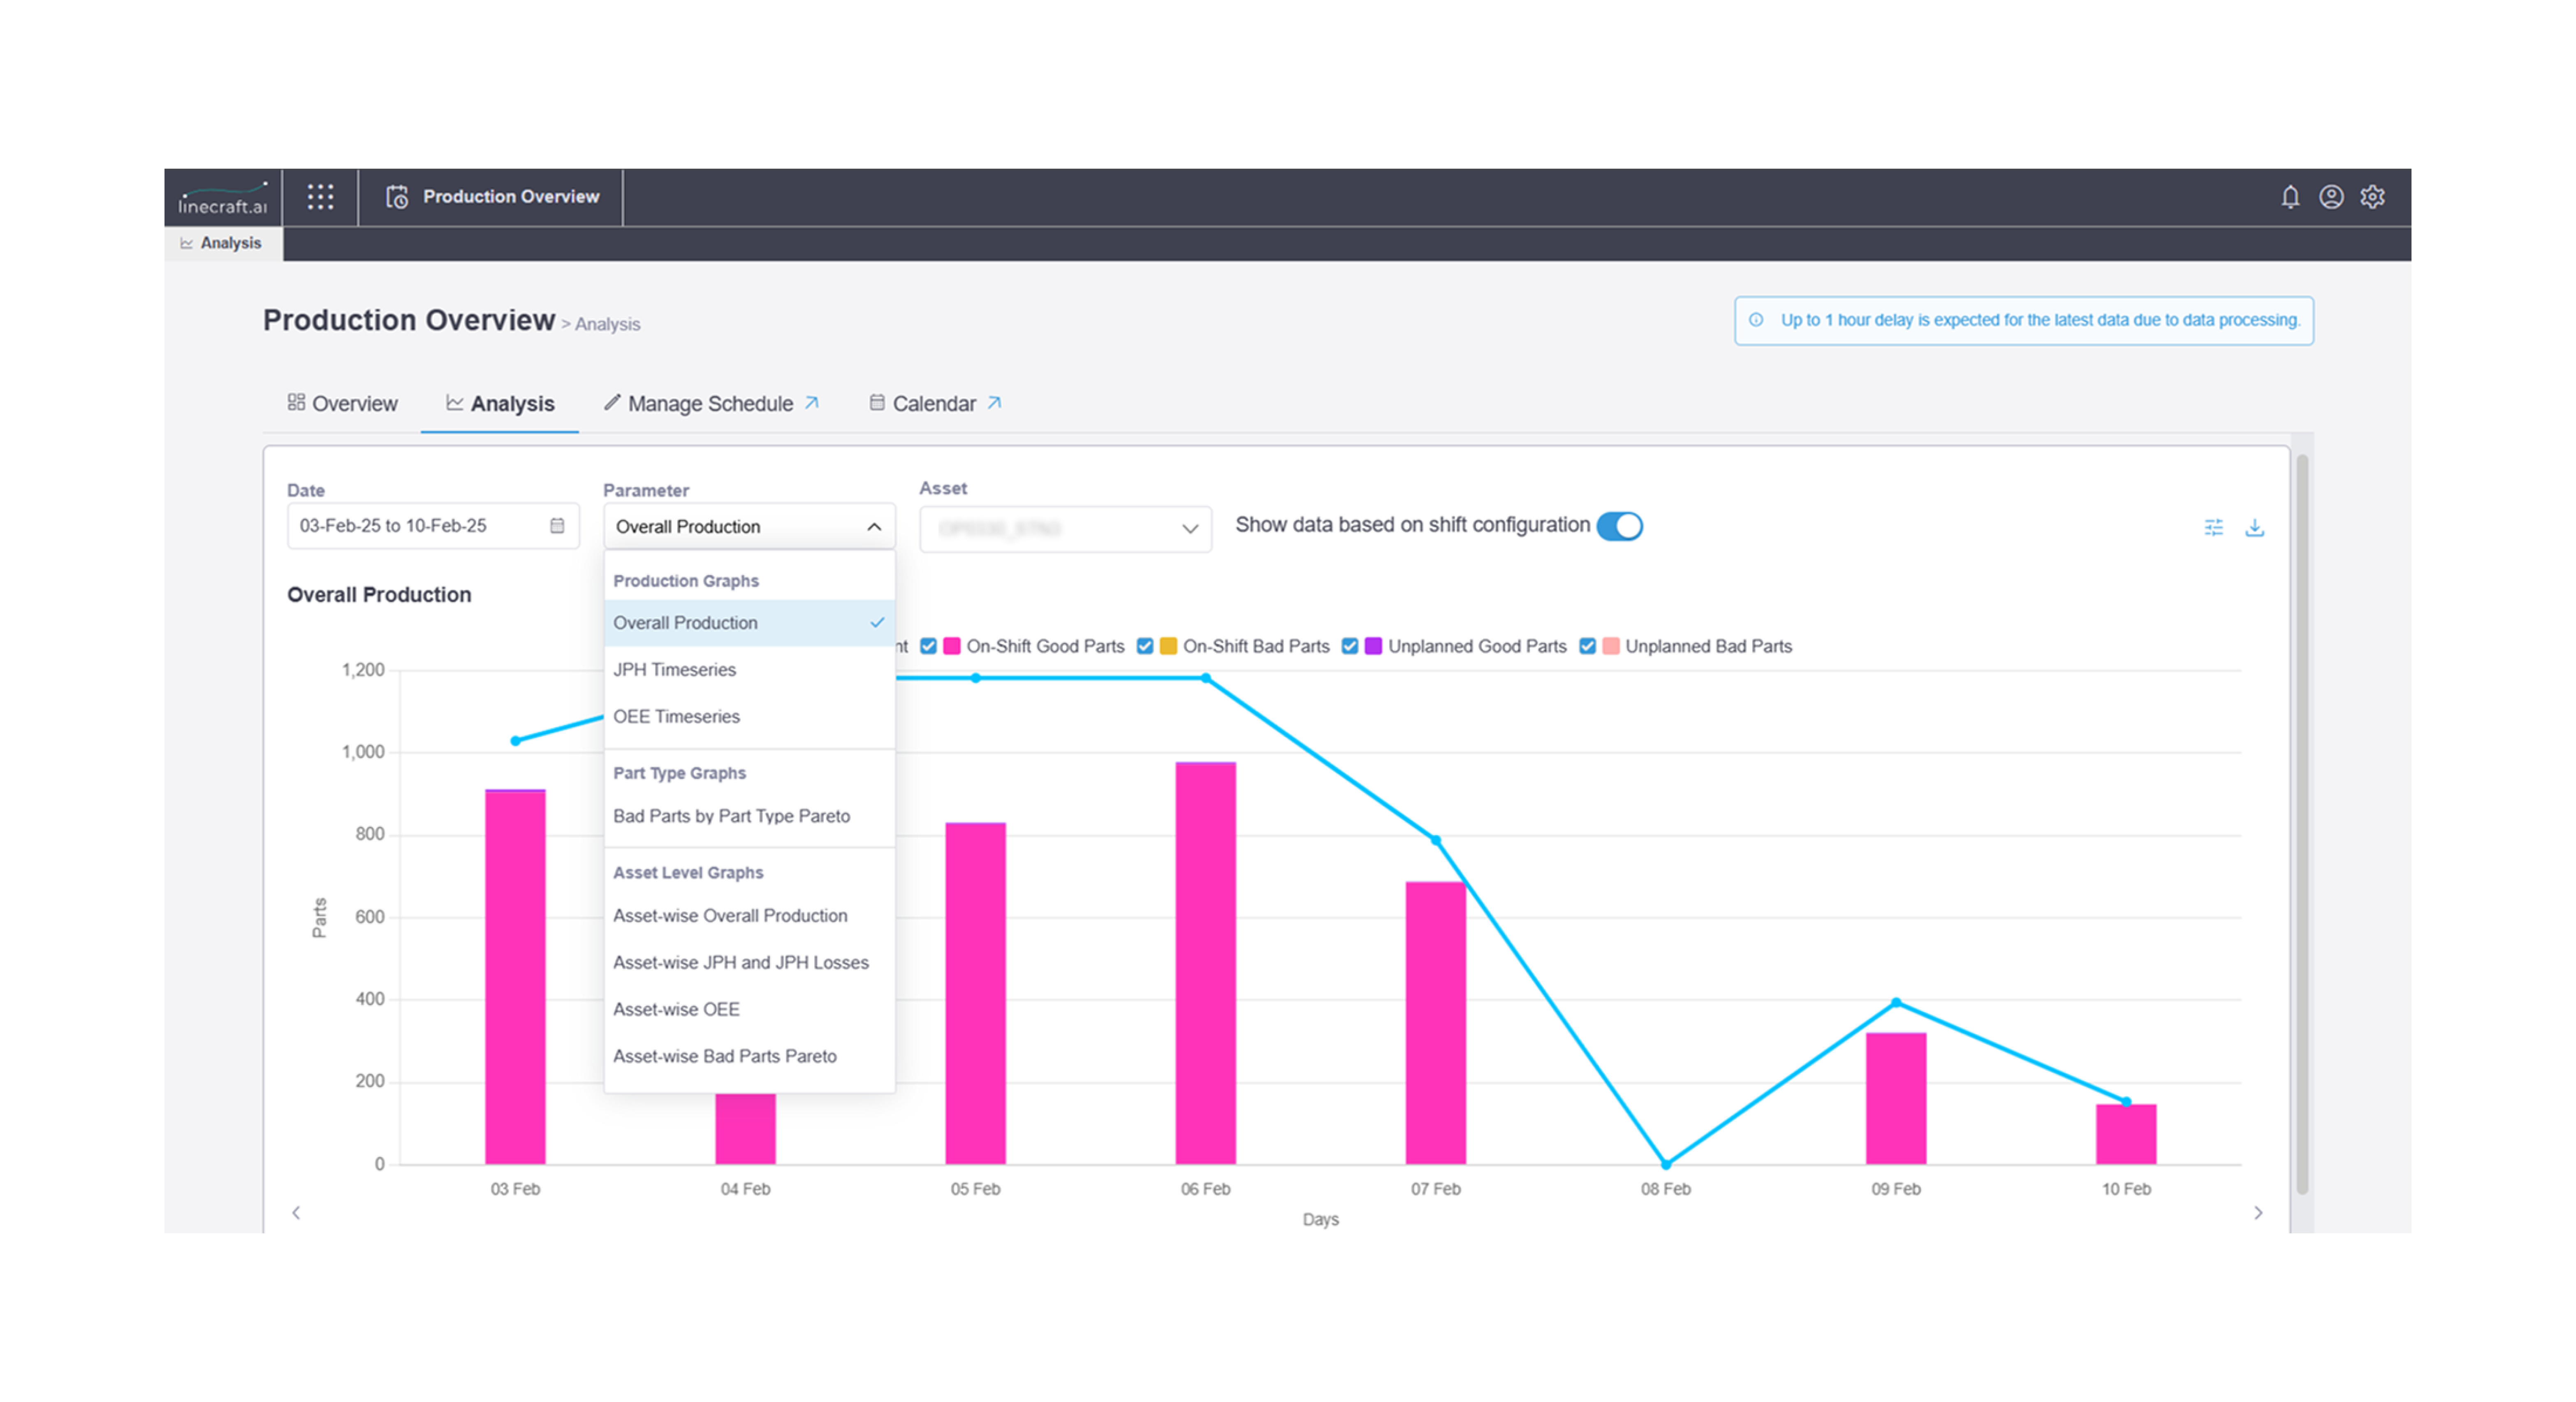 linecraft.ai
Production Overview
Analysis
Production Overview > Analysis
Up to 1 hour delay is expected for the latest data due to data processing.
Overview
Analysis
Manage Schedule
Calendar
Date
Parameter
Asset
03-Feb-25 to 10-Feb-25
Overall Production
Show data based on shift configuration
Overall Production
Production Graphs
Overall Production
JPH Timeseries
OEE Timeseries
Part Type Graphs
Bad Parts by Part Type Pareto
Asset Level Graphs
Asset-wise Overall Production
Asset-wise JPH and JPH Losses
Asset-wise OEE
Asset-wise Bad Parts Pareto
On-Shift Good Parts On-Shift Bad Parts Unplanned Good Parts Unplanned Bad Parts
1,200
1,000
800
600
400
200
0
Parts
03 Feb 04 Feb 05 Feb 06 Feb 07 Feb 08 Feb 09 Feb 10 Feb
Days